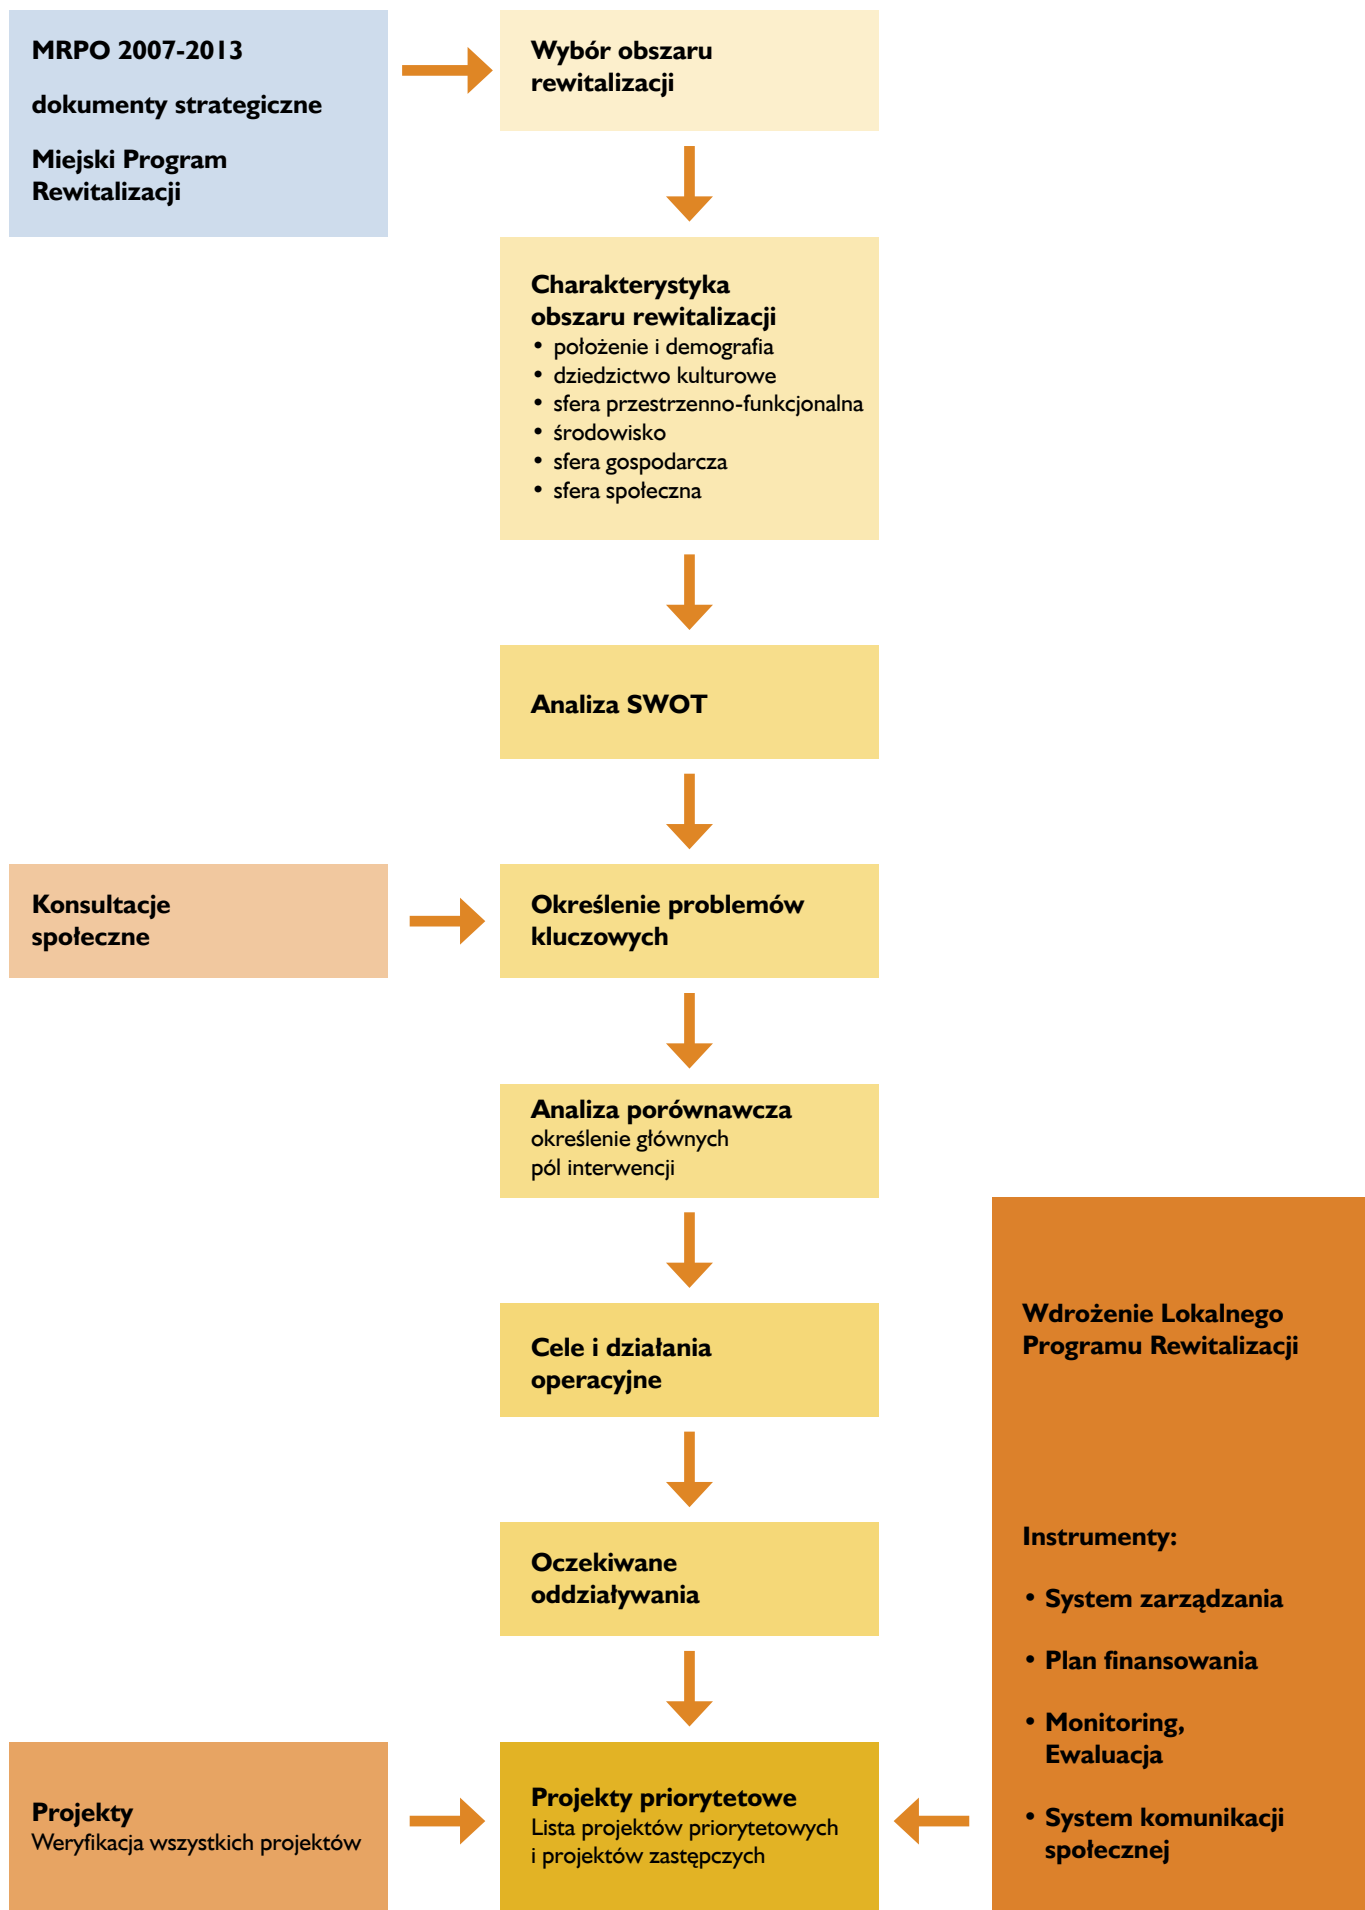 MRPO 2007-2013
dokumenty strategiczne
Miejski Program
Rewitalizacji
Wybór obszaru
rewitalizacji
Charakterystyka
obszaru rewitalizacji
• położenie i demografia
• dziedzictwo kulturowe
• sfera przestrzenno-funkcjonalna
• środowisko
• sfera gospodarcza
• sfera społeczna
Analiza SWOT
Konsultacje
społeczne
Określenie problemów
kluczowych
Analiza porównawcza
określenie głównych
pól interwencji
Cele i działania
operacyjne
Oczekiwane
oddziaływania
Projekty
Weryfikacja wszystkich projektów
Projekty priorytetowe
Lista projektów priorytetowych
i projektów zastępczych
Wdrożenie Lokalnego
Programu Rewitalizacji
Instrumenty:
• System zarządzania
• Plan finansowania
• Monitoring,
Ewaluacja
• System komunikacji
społecznej